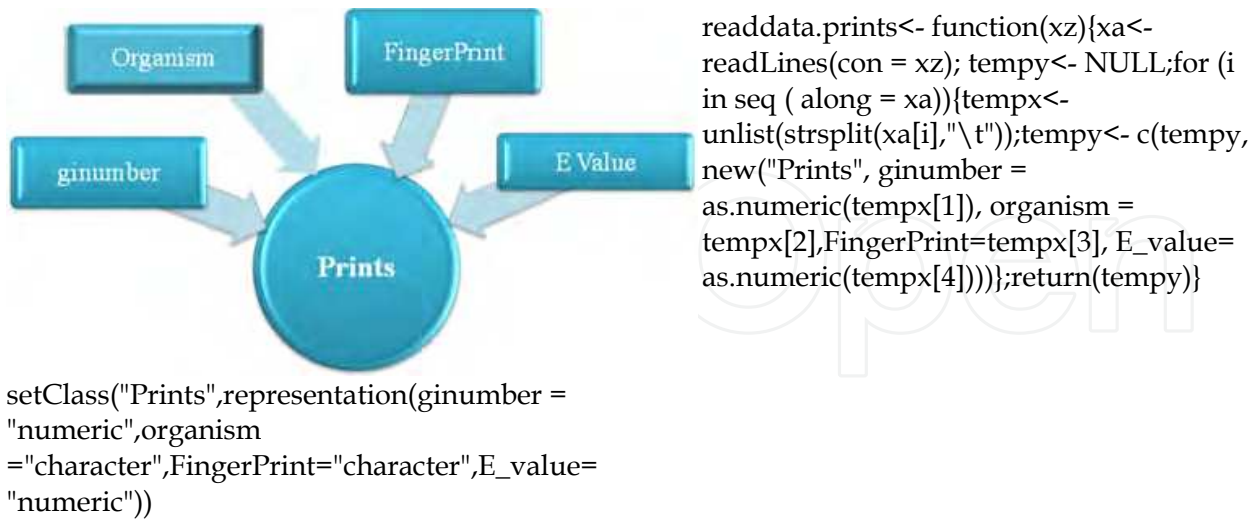 Organism
FingerPrint
ginumber
E Value
Prints
setClass("Prints",representation(ginumber =
"numeric",organism
="character",FingerPrint="character",E_value=
"numeric"))
readdata.prints<- function(xz){xa<-
readLines(con = xz); tempy<- NULL;for (i
in seq ( along = xa)){tempx<-
unlist(strsplit(xa[i],"\t"));tempy<- c(tempy,
new("Prints", ginumber =
as.numeric(tempx[1]), organism =
tempx[2],FingerPrint=tempx[3], E_value=
as.numeric(tempx[4])))};return(tempy)}
open